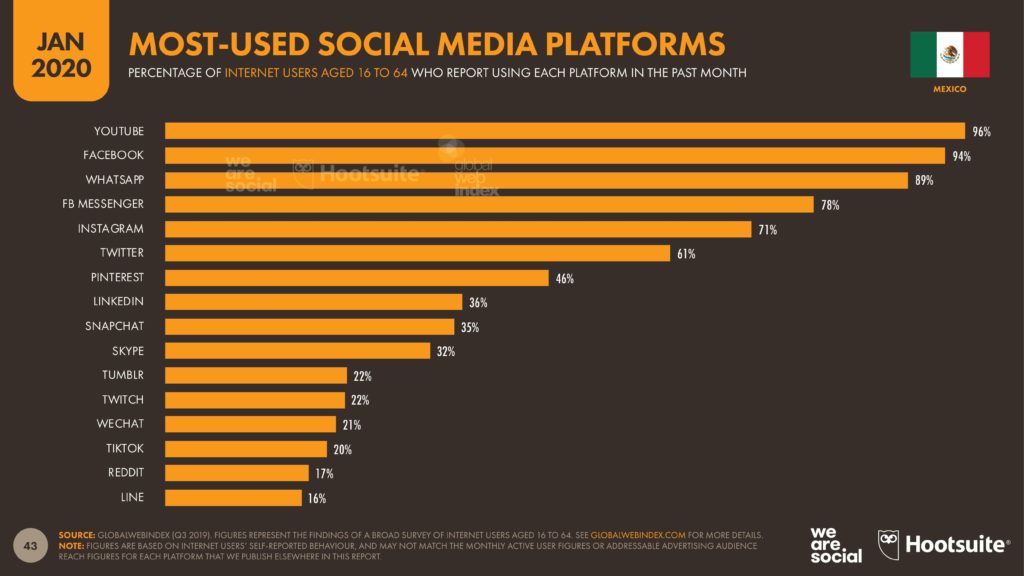 JAN
2020
MOST-USED SOCIAL MEDIA PLATFORMS
PERCENTAGE OF INTERNET USERS AGED 16 TO 64 WHO REPORT USING EACH PLATFORM IN THE PAST MONTH
MEXICO
YOUTUBE 96%
FACEBOOK 94%
WHATSAPP 89%
FB MESSENGER 78%
INSTAGRAM 71%
TWITTER 61%
PINTEREST 46%
LINKEDIN 36%
SNAPCHAT 35%
SKYPE 32%
TUMBLR 22%
TWITCH 22%
WECHAT 21%
TIKTOK 20%
REDDIT 17%
LINE 16%
we
are
social
Hootsuite®
global
web
index
43
SOURCE: GLOBALWEBINDEX (Q3 2019). FIGURES REPRESENT THE FINDINGS OF A BROAD SURVEY OF INTERNET USERS AGED 16 TO 64. SEE GLOBALWEBINDEX.COM FOR MORE DETAILS.
NOTE: FIGURES ARE BASED ON INTERNET USERS' SELF-REPORTED BEHAVIOUR, AND MAY NOT MATCH THE MONTHLY ACTIVE USER FIGURES OR ADDRESSABLE ADVERTISING AUDIENCE
REACH FIGURES FOR EACH PLATFORM THAT WE PUBLISH ELSEWHERE IN THIS REPORT.
we
are
social
Hootsuite®